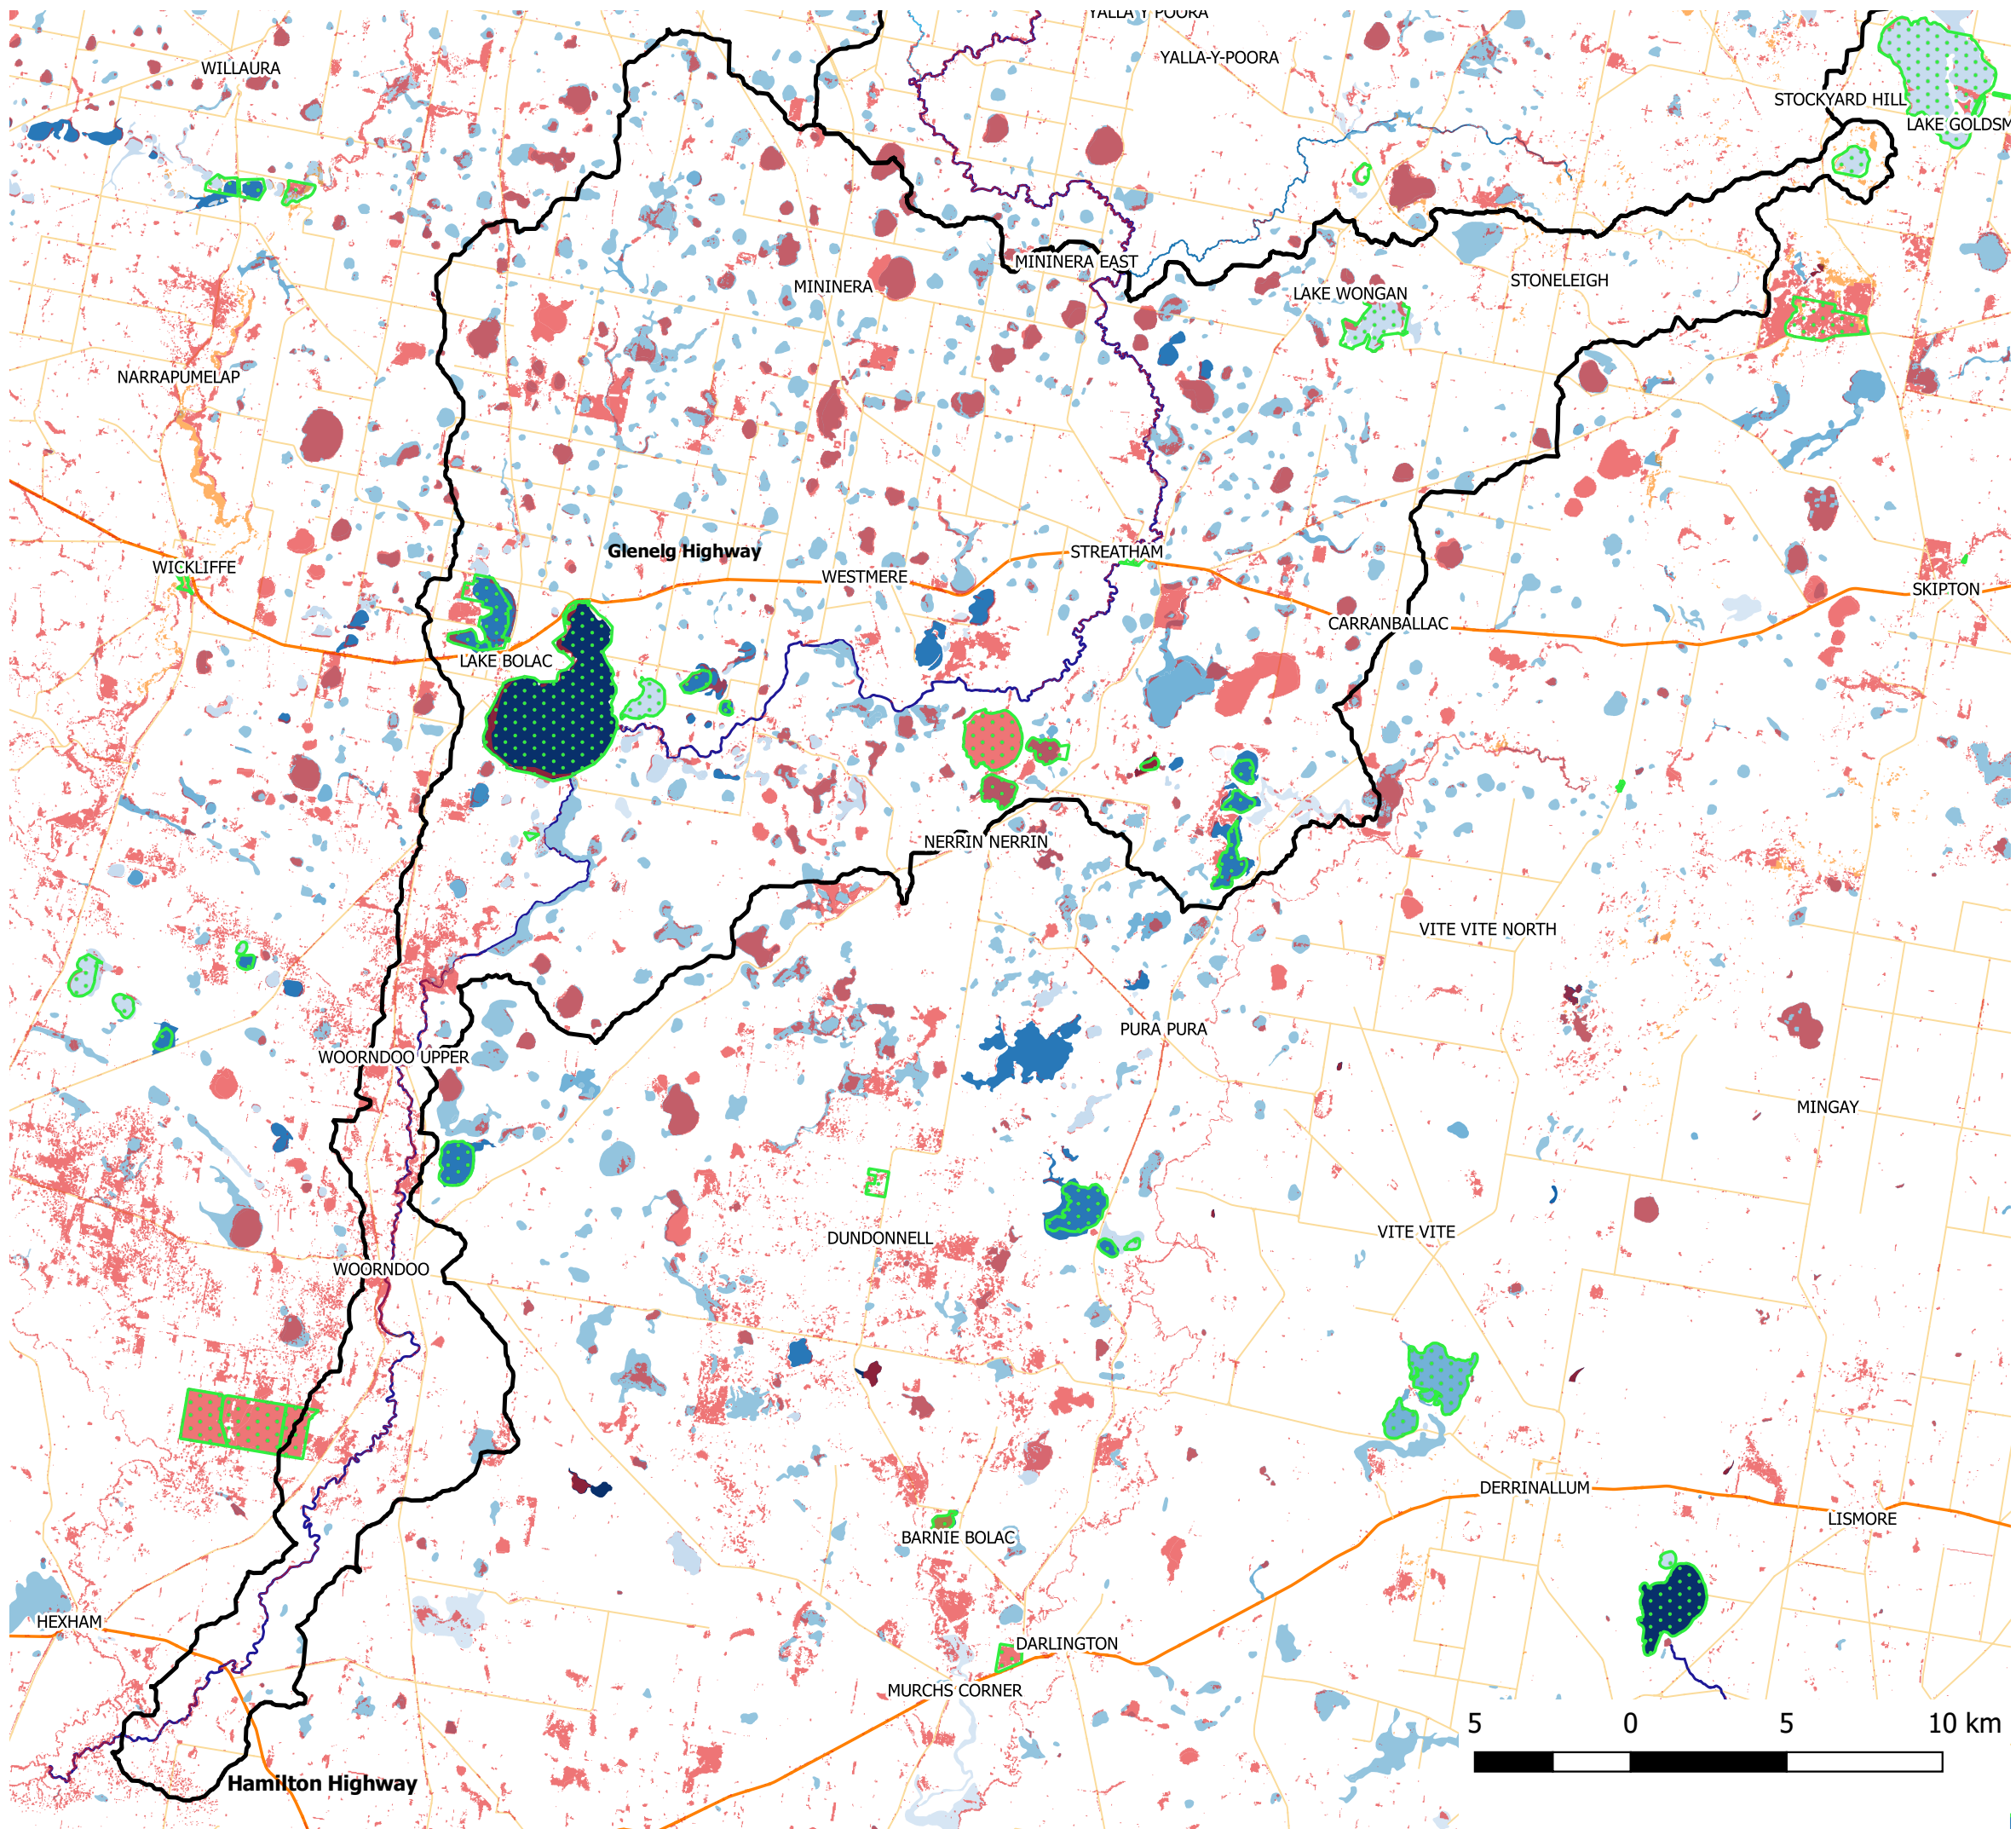 YALLA Y POORA
YALLA-Y-POORA
WILLAURA
STOCKYARD HILL
LAKE GOLDSM
MININERA EAST
STONELEIGH
MININERA
LAKE WONGAN
NARRAPUMELAP
Glenelg Highway
STREATHAM
WICKLIFFE
WESTMERE
SKIPTON
CARRANBALLAC
LAKE BOLAC
NERRIN NERRIN
VITE VITE NORTH
PURA PURA
WOORNDOO UPPER
MINGAY
VITE VITE
DUNDONNELL
WOORNDOO
DERRINALLUM
LISMORE
BARNIE BOLAC
HEXHAM
DARLINGTON
MURCHS CORNER
5 0 5 10 km
Hamilton Highway